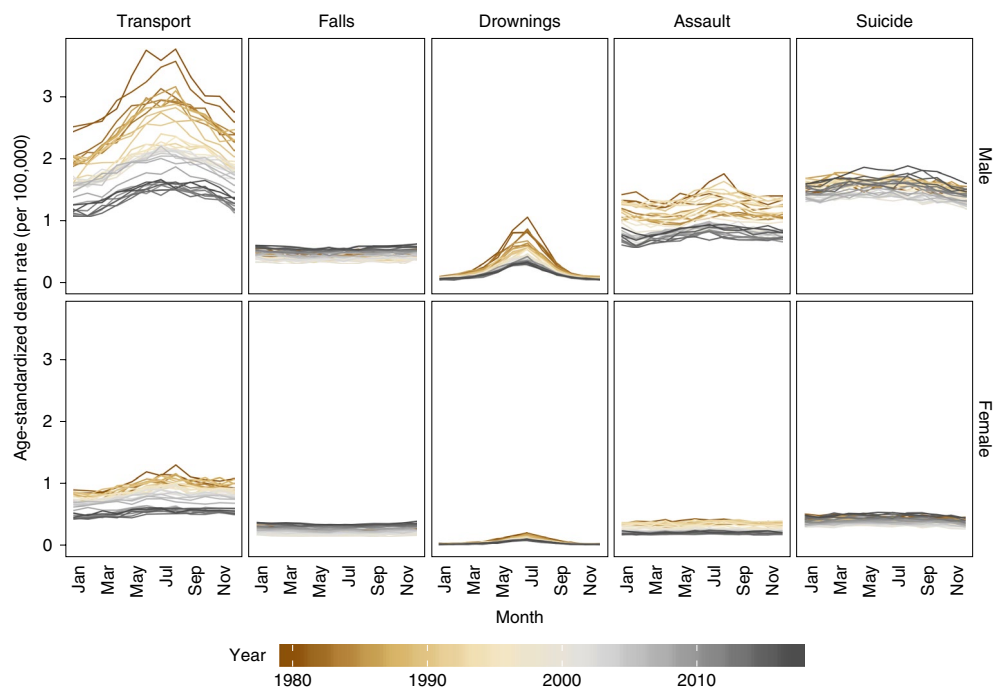 Transport Falls Drownings Assault Suicide
Age-standardized death rate (per 100,000)
3
2
1
0
Male
3
2
1
0
Female
Jan Mar May Jul Sep Nov Jan Mar May Jul Sep Nov Jan Mar May Jul Sep Nov Jan Mar May Jul Sep Nov Jan Mar May Jul Sep Nov
Month
Year
1980 1990 2000 2010